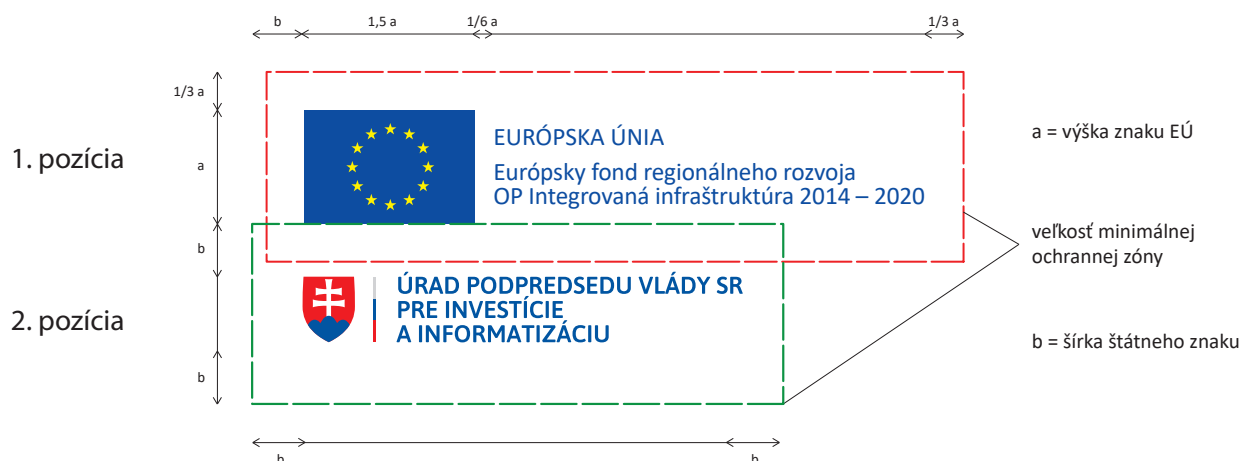 b
1,5 a
1/6 a
1/3 a
1/3 a
1. pozícia
a
EURÓPSKA ÚNIA
Európsky fond regionálneho rozvoja
OP Integrovaná infraštruktúra 2014 – 2020
a = výška znaku EÚ
b
veľkosť minimálnej
ochrannej zóny
2. pozícia
ÚRAD PODPREDSEDU VLÁDY SR
PRE INVESTÍCIE
A INFORMATIZÁCIU
b = šírka štátneho znaku
b
b
b